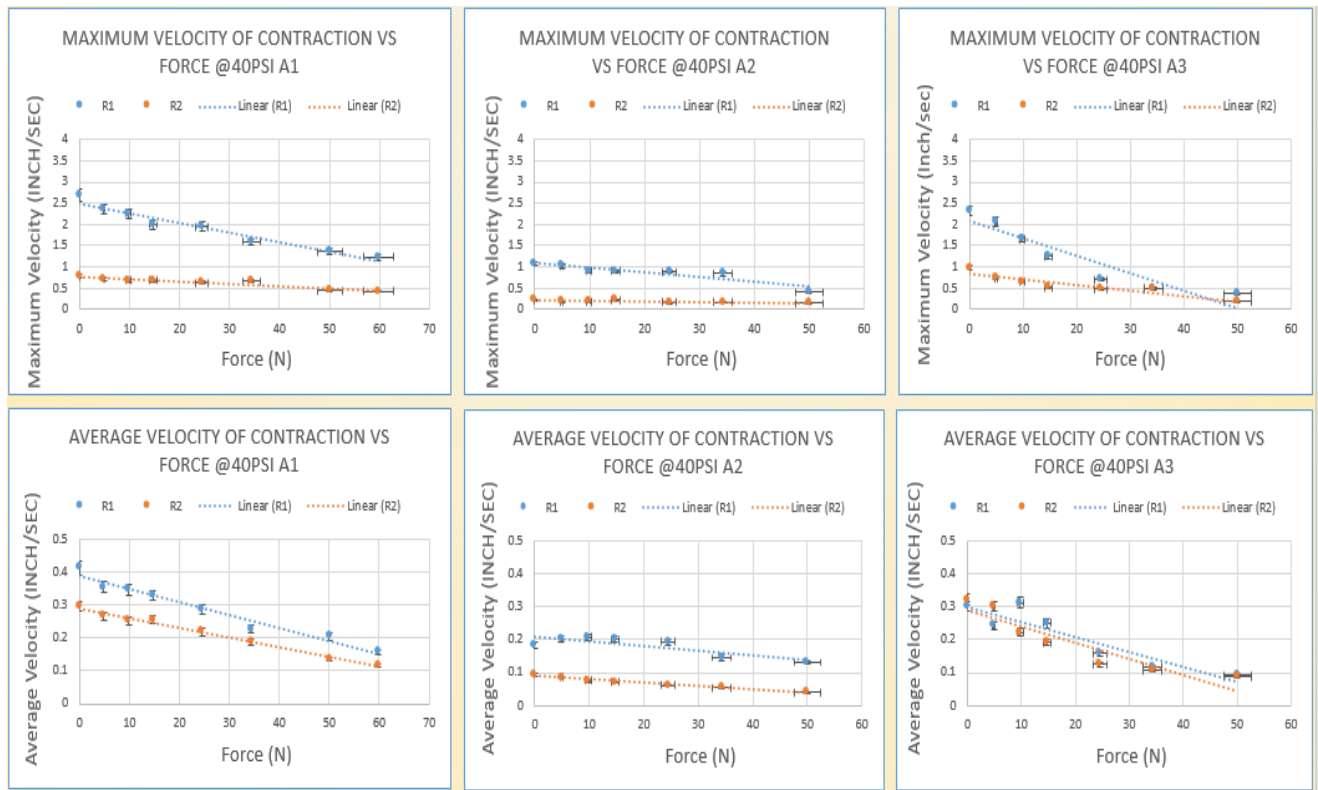 MAXIMUM VELOCITY OF CONTRACTION VS
FORCE @40PSI A1
R1 R2 Linear (R1) Linear (R2)
Maximum Velocity (INCH/SEC)
4
3.5
3
2.5
2
1.5
1
0.5
0
0 10 20 30 40 50 60 70
Force (N)
MAXIMUM VELOCITY OF CONTRACTION
VS FORCE @40PSI A2
R1 R2 Linear (R1) Linear (R2)
Maximum Velocity (INCH/SEC)
4
3.5
3
2.5
2
1.5
1
0.5
0
0 10 20 30 40 50 60
Force (N)
MAXIMUM VELOCITY OF CONTRACTION
VS FORCE @40PSI A3
R1 R2 Linear (R1) Linear (R2)
Maximum Velocity (Inch/sec)
4
3.5
3
2.5
2
1.5
1
0.5
0
0 10 20 30 40 50 60
Force (N)
AVERAGE VELOCITY OF CONTRACTION VS
FORCE @40PSI A1
R1 R2 Linear (R1) Linear (R2)
Average Velocity (INCH/SEC)
0.5
0.4
0.3
0.2
0.1
0
0 10 20 30 40 50 60 70
Force (N)
AVERAGE VELOCITY OF CONTRACTION VS
FORCE @40PSI A2
R1 R2 Linear (R1) Linear (R2)
Average Velocity (INCH/SEC)
0.5
0.4
0.3
0.2
0.1
0
0 10 20 30 40 50 60
Force (N)
AVERAGE VELOCITY OF CONTRACTION VS
FORCE @40PSI A3
R1 R2 Linear (R1) Linear (R2)
Average Velocity (INCH/SEC)
0.5
0.4
0.3
0.2
0.1
0
0 10 20 30 40 50 60
Force (N)